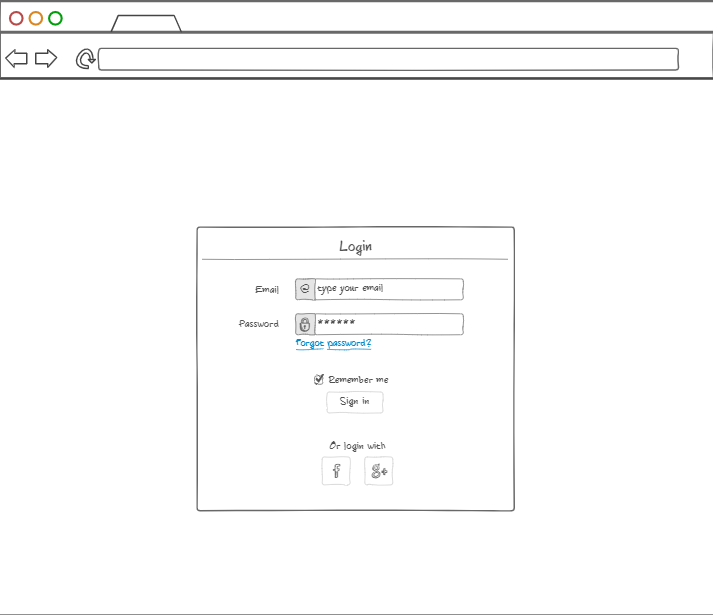 Login
Email
type your email
Password
******
Forgot password?
Remember me
Sign in
Or login with
f
g+